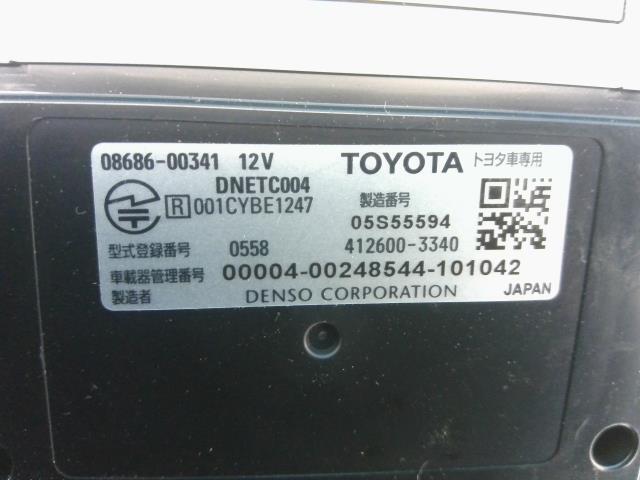 08686-00341 12V TOYOTA トヨタ車専用
DNETC004
R 001CYBE1247 製造番号
05S55594
型式登録番号 0558 412600-3340
車載器管理番号 00004-00248544-101042
製造者 DENSO CORPORATION JAPAN